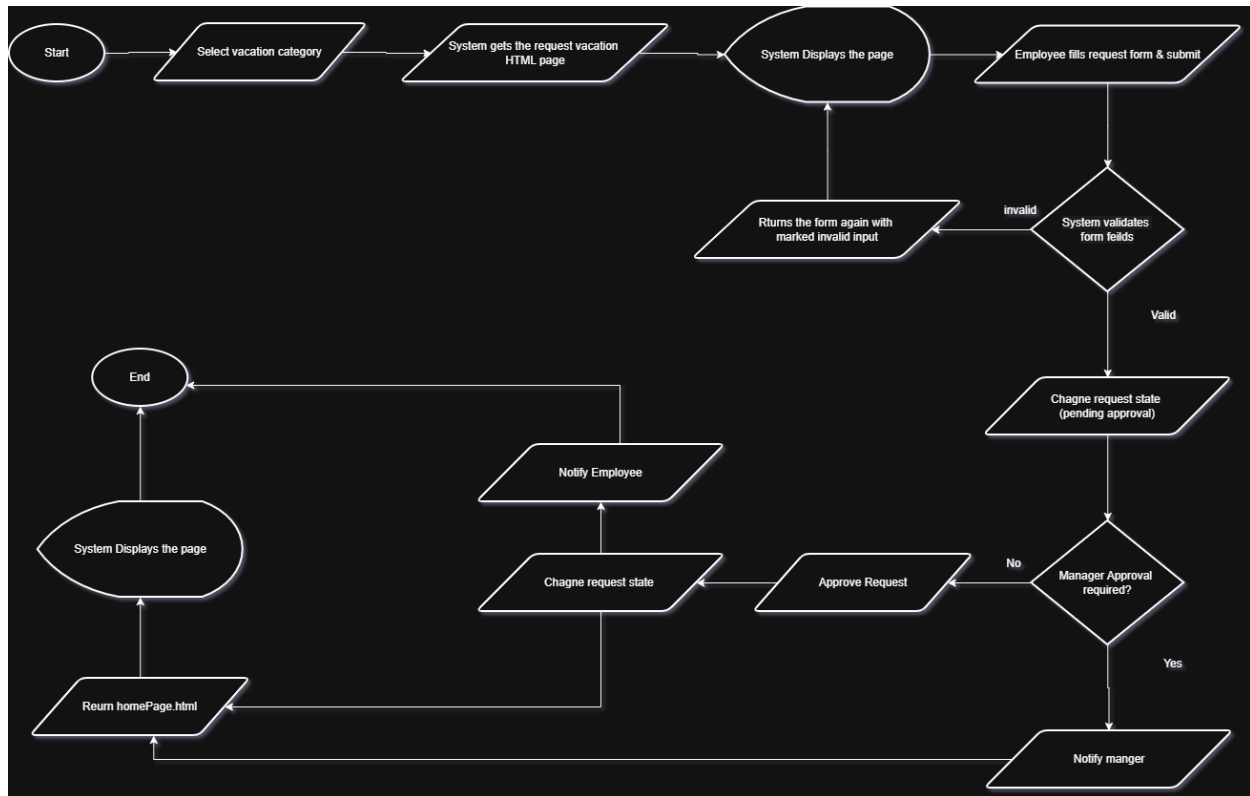 Start
Select vacation category
System gets the request vacation
HTML page
System Displays the page
Employee fills request form & submit
Rturns the form again with
marked invalid input
invalid
System validates
form feilds
Valid
End
Chagne request state
(pending approval)
Notify Employee
System Displays the page
Chagne request state
Approve Request
No
Manager Approval
required?
Yes
Reurn homePage.html
Notify manger